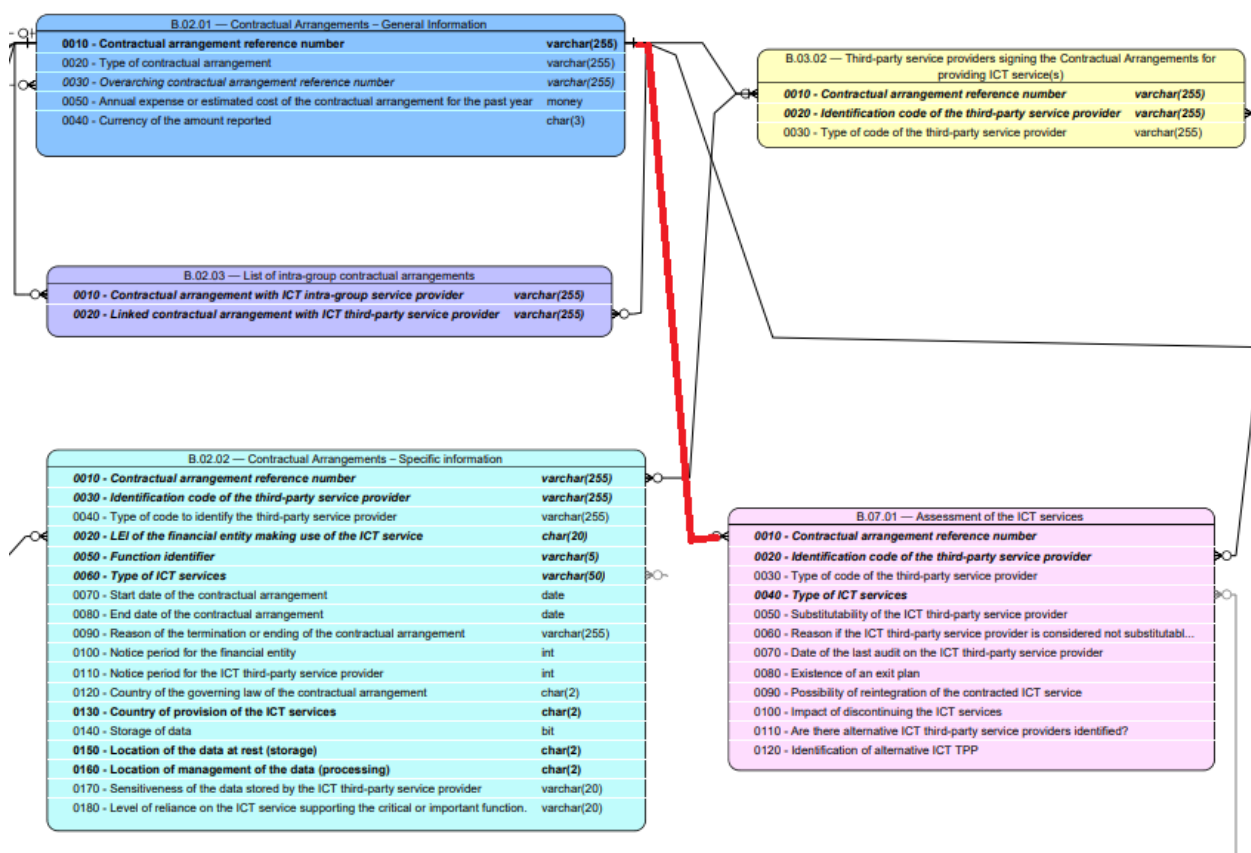 B.02.01 — Contractual Arrangements – General Information
0010 - Contractual arrangement reference number varchar(255)
0020 - Type of contractual arrangement varchar(255)
0030 - Overarching contractual arrangement reference number varchar(255)
0050 - Annual expense or estimated cost of the contractual arrangement for the past year money
0040 - Currency of the amount reported char(3)
B.03.02 — Third-party service providers signing the Contractual Arrangements for
providing ICT service(s)
0010 - Contractual arrangement reference number varchar(255)
0020 - Identification code of the third-party service provider varchar(255)
0030 - Type of code of the third-party service provider varchar(255)
B.02.03 — List of intra-group contractual arrangements
0010 - Contractual arrangement with ICT intra-group service provider varchar(255)
0020 - Linked contractual arrangement with ICT third-party service provider varchar(255)
B.02.02 — Contractual Arrangements – Specific information
0010 - Contractual arrangement reference number varchar(255)
0030 - Identification code of the third-party service provider varchar(255)
0040 - Type of code to identify the third-party service provider varchar(255)
0020 - LEI of the financial entity making use of the ICT service char(20)
0050 - Function identifier varchar(5)
0060 - Type of ICT services varchar(50)
0070 - Start date of the contractual arrangement date
0080 - End date of the contractual arrangement date
0090 - Reason of the termination or ending of the contractual arrangement varchar(255)
0100 - Notice period for the financial entity int
0110 - Notice period for the ICT third-party service provider int
0120 - Country of the governing law of the contractual arrangement char(2)
0130 - Country of provision of the ICT services char(2)
0140 - Storage of data bit
0150 - Location of the data at rest (storage) char(2)
0160 - Location of management of the data (processing) char(2)
0170 - Sensitiveness of the data stored by the ICT third-party service provider varchar(20)
0180 - Level of reliance on the ICT service supporting the critical or important function. varchar(20)
B.07.01 — Assessment of the ICT services
0010 - Contractual arrangement reference number
0020 - Identification code of the third-party service provider
0030 - Type of code of the third-party service provider
0040 - Type of ICT services
0050 - Substitutability of the ICT third-party service provider
0060 - Reason if the ICT third-party service provider is considered not substitutabl...
0070 - Date of the last audit on the ICT third-party service provider
0080 - Existence of an exit plan
0090 - Possibility of reintegration of the contracted ICT service
0100 - Impact of discontinuing the ICT services
0110 - Are there alternative ICT third-party service providers identified?
0120 - Identification of alternative ICT TPP